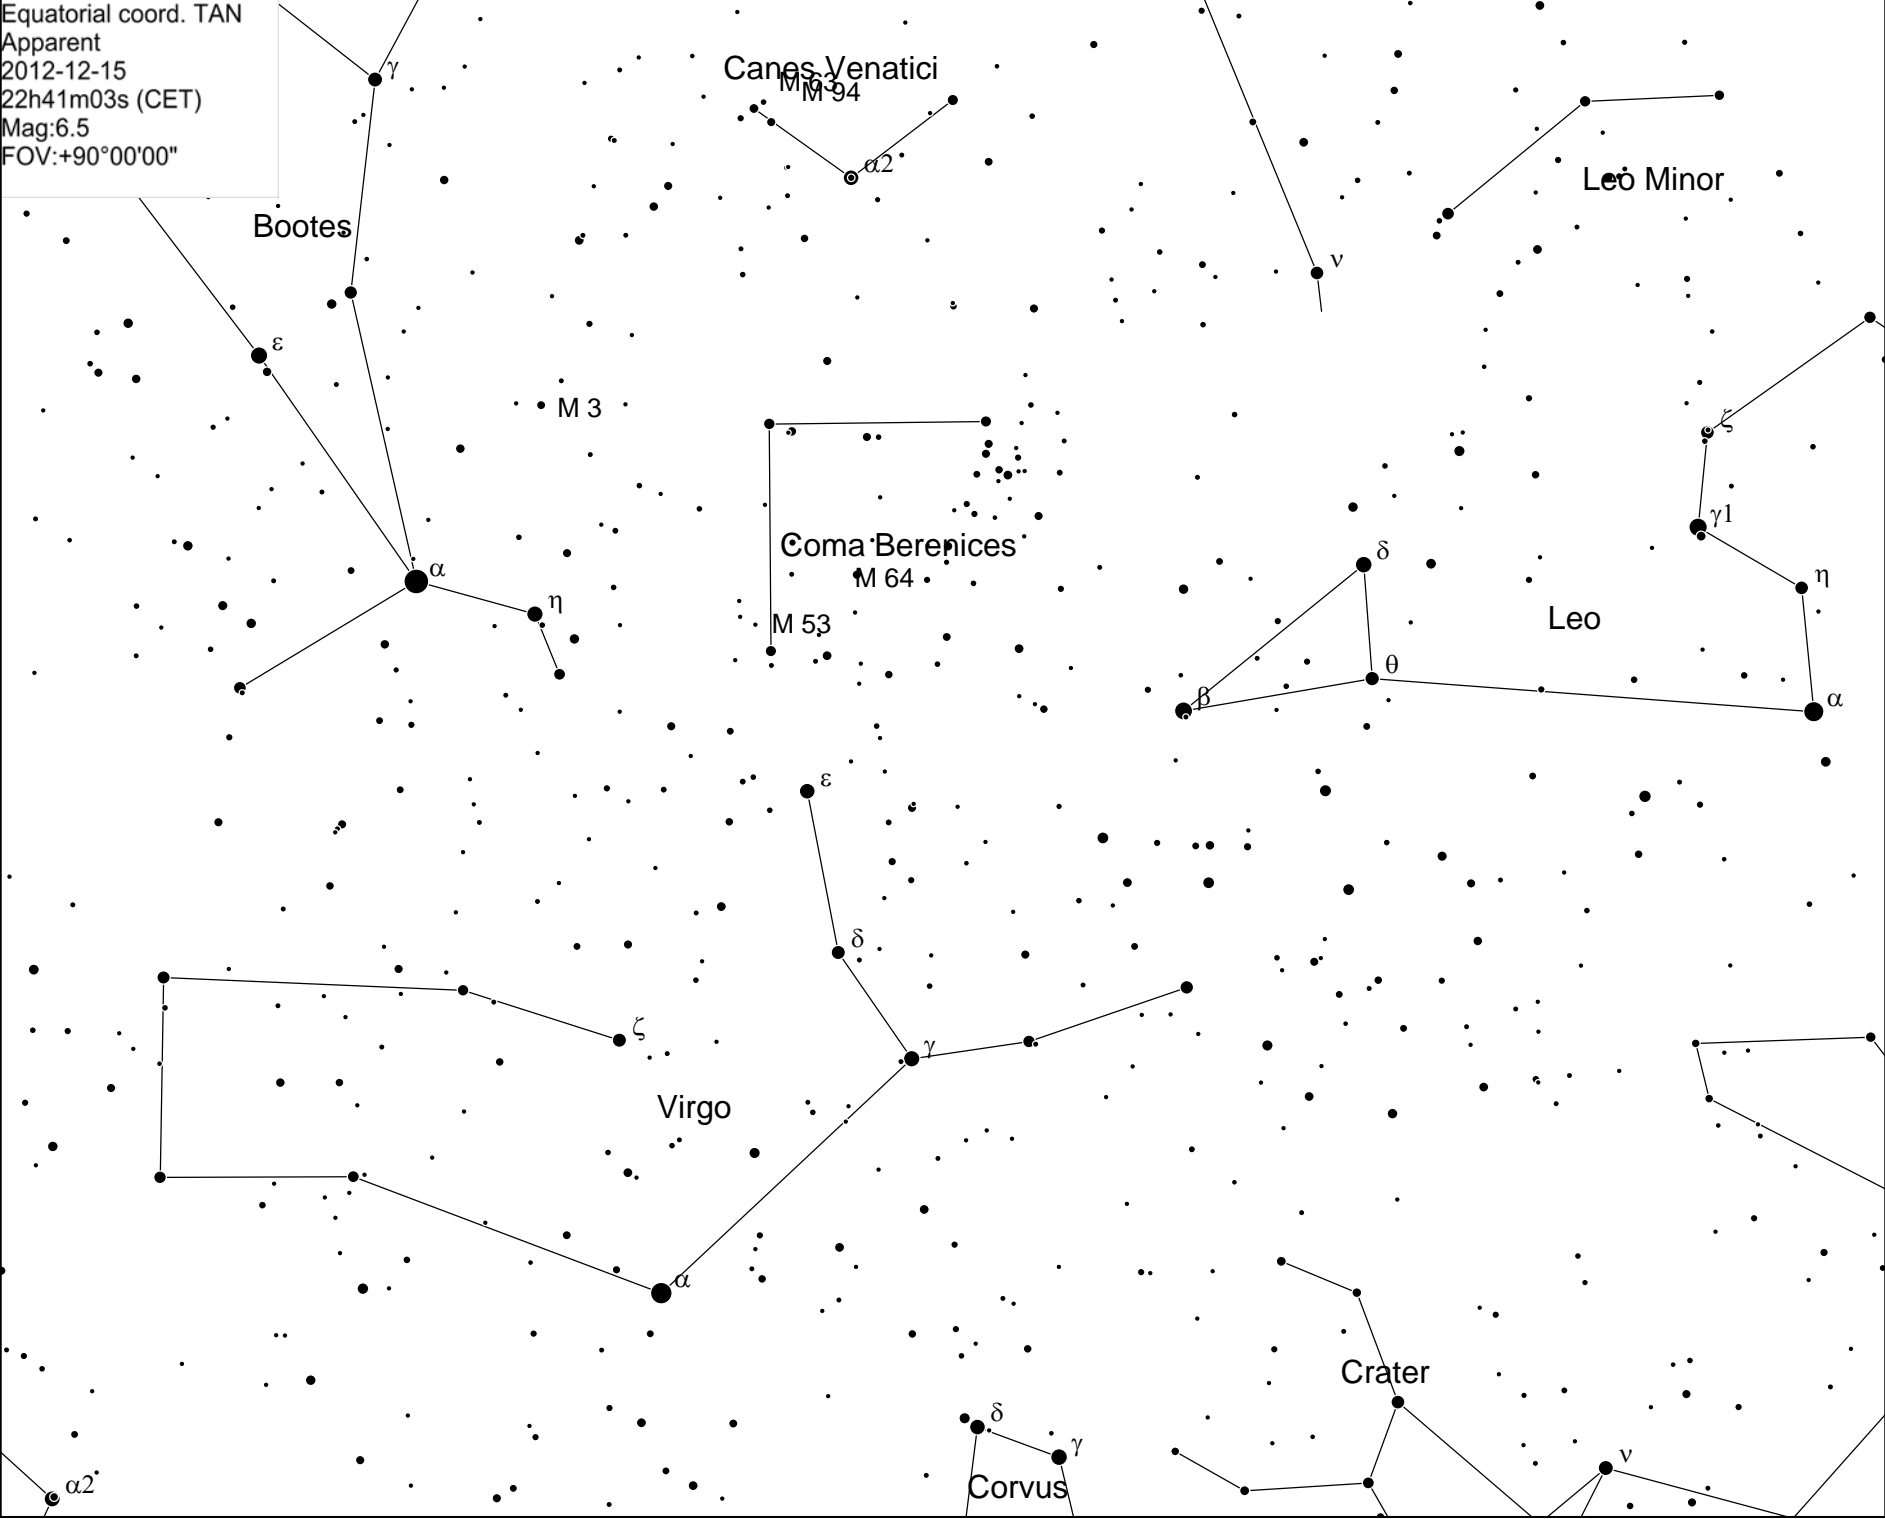 Equatorial coord. TAN
Apparent
2012-12-15
22h41m03s (CET)
Mag:6.5
FOV:+90°00'00"
γ
Canes Venatici
M 63
M 94
α2
Leo Minor
Bootes
ν
ε
M 3
ζ
γ1
Coma Berenices
δ
α
M 64
η
η
M 53
Leo
θ
β
α
ε
δ
ζ
γ
Virgo
α
Crater
δ
γ
ν
α2
Corvus